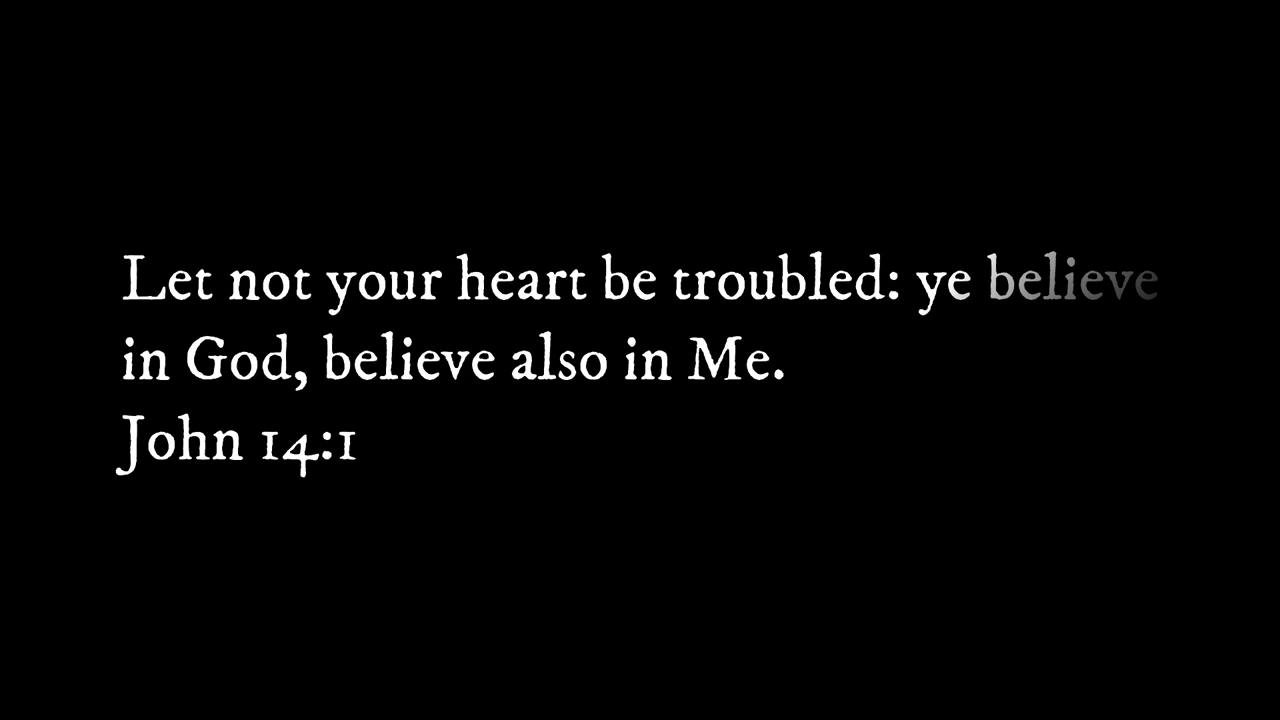 Let not your heart be troubled: ye believe
in God, believe also in Me.
John 14:1